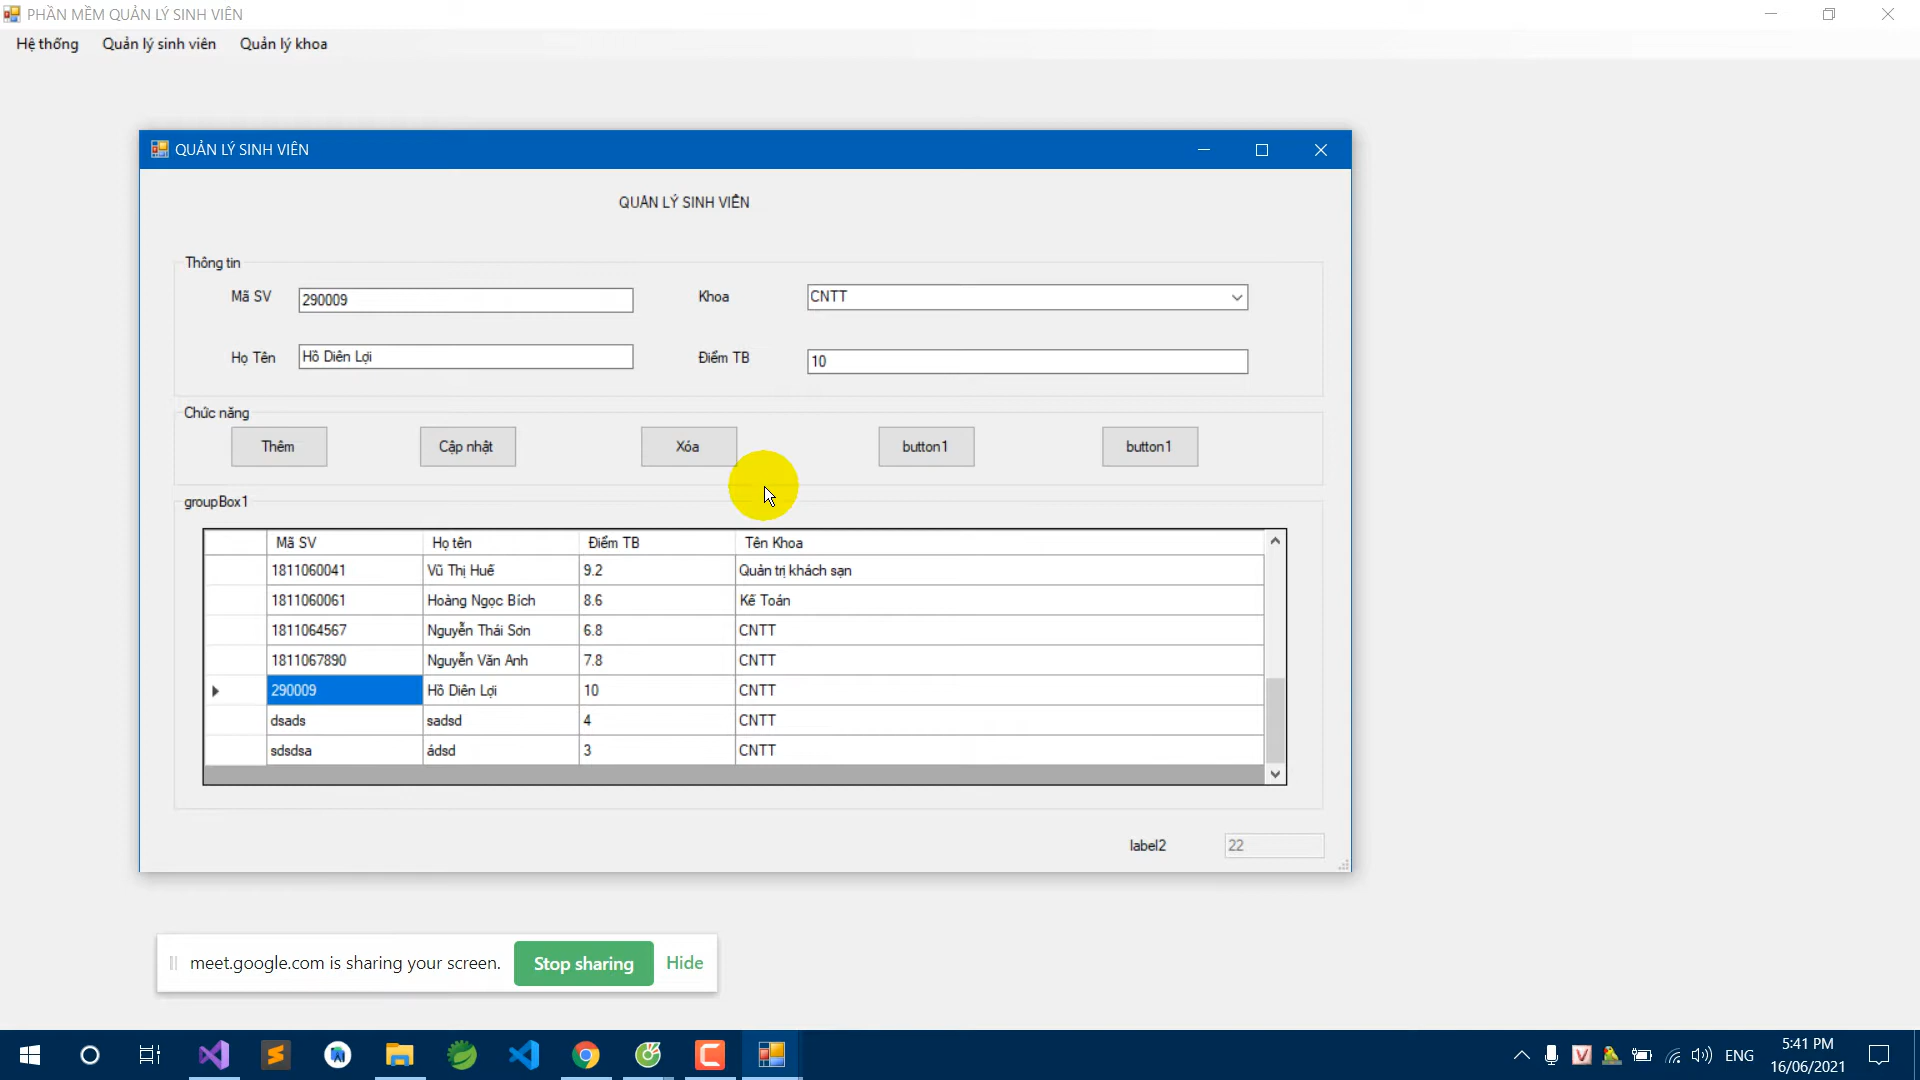 PHẦN MỀM QUẢN LÝ SINH VIÊN
Hệ thống Quản lý sinh viên Quản lý khoa
QUẢN LÝ SINH VIÊN
QUẢN LÝ SINH VIÊN
Thông tin
Mã SV 290009 Khoa CNTT
Họ Tên Hồ Diên Lợi Điểm TB 10
Chức năng
Thêm Cập nhật Xóa button1 button1
groupBox1
Mã SV Họ tên Điểm TB Tên Khoa
1811060041 Vũ Thị Huế 9.2 Quản trị khách sạn
1811060061 Hoàng Ngọc Bích 8.6 Kế Toán
1811064567 Nguyễn Thái Sơn 6.8 CNTT
1811067890 Nguyễn Văn Anh 7.8 CNTT
290009 Hồ Diên Lợi 10 CNTT
dsads sadsd 4 CNTT
sdsdsa ádsd 3 CNTT
label2 22
meet.google.com is sharing your screen. Stop sharing Hide
ENG
5:41 PM
16/06/2021